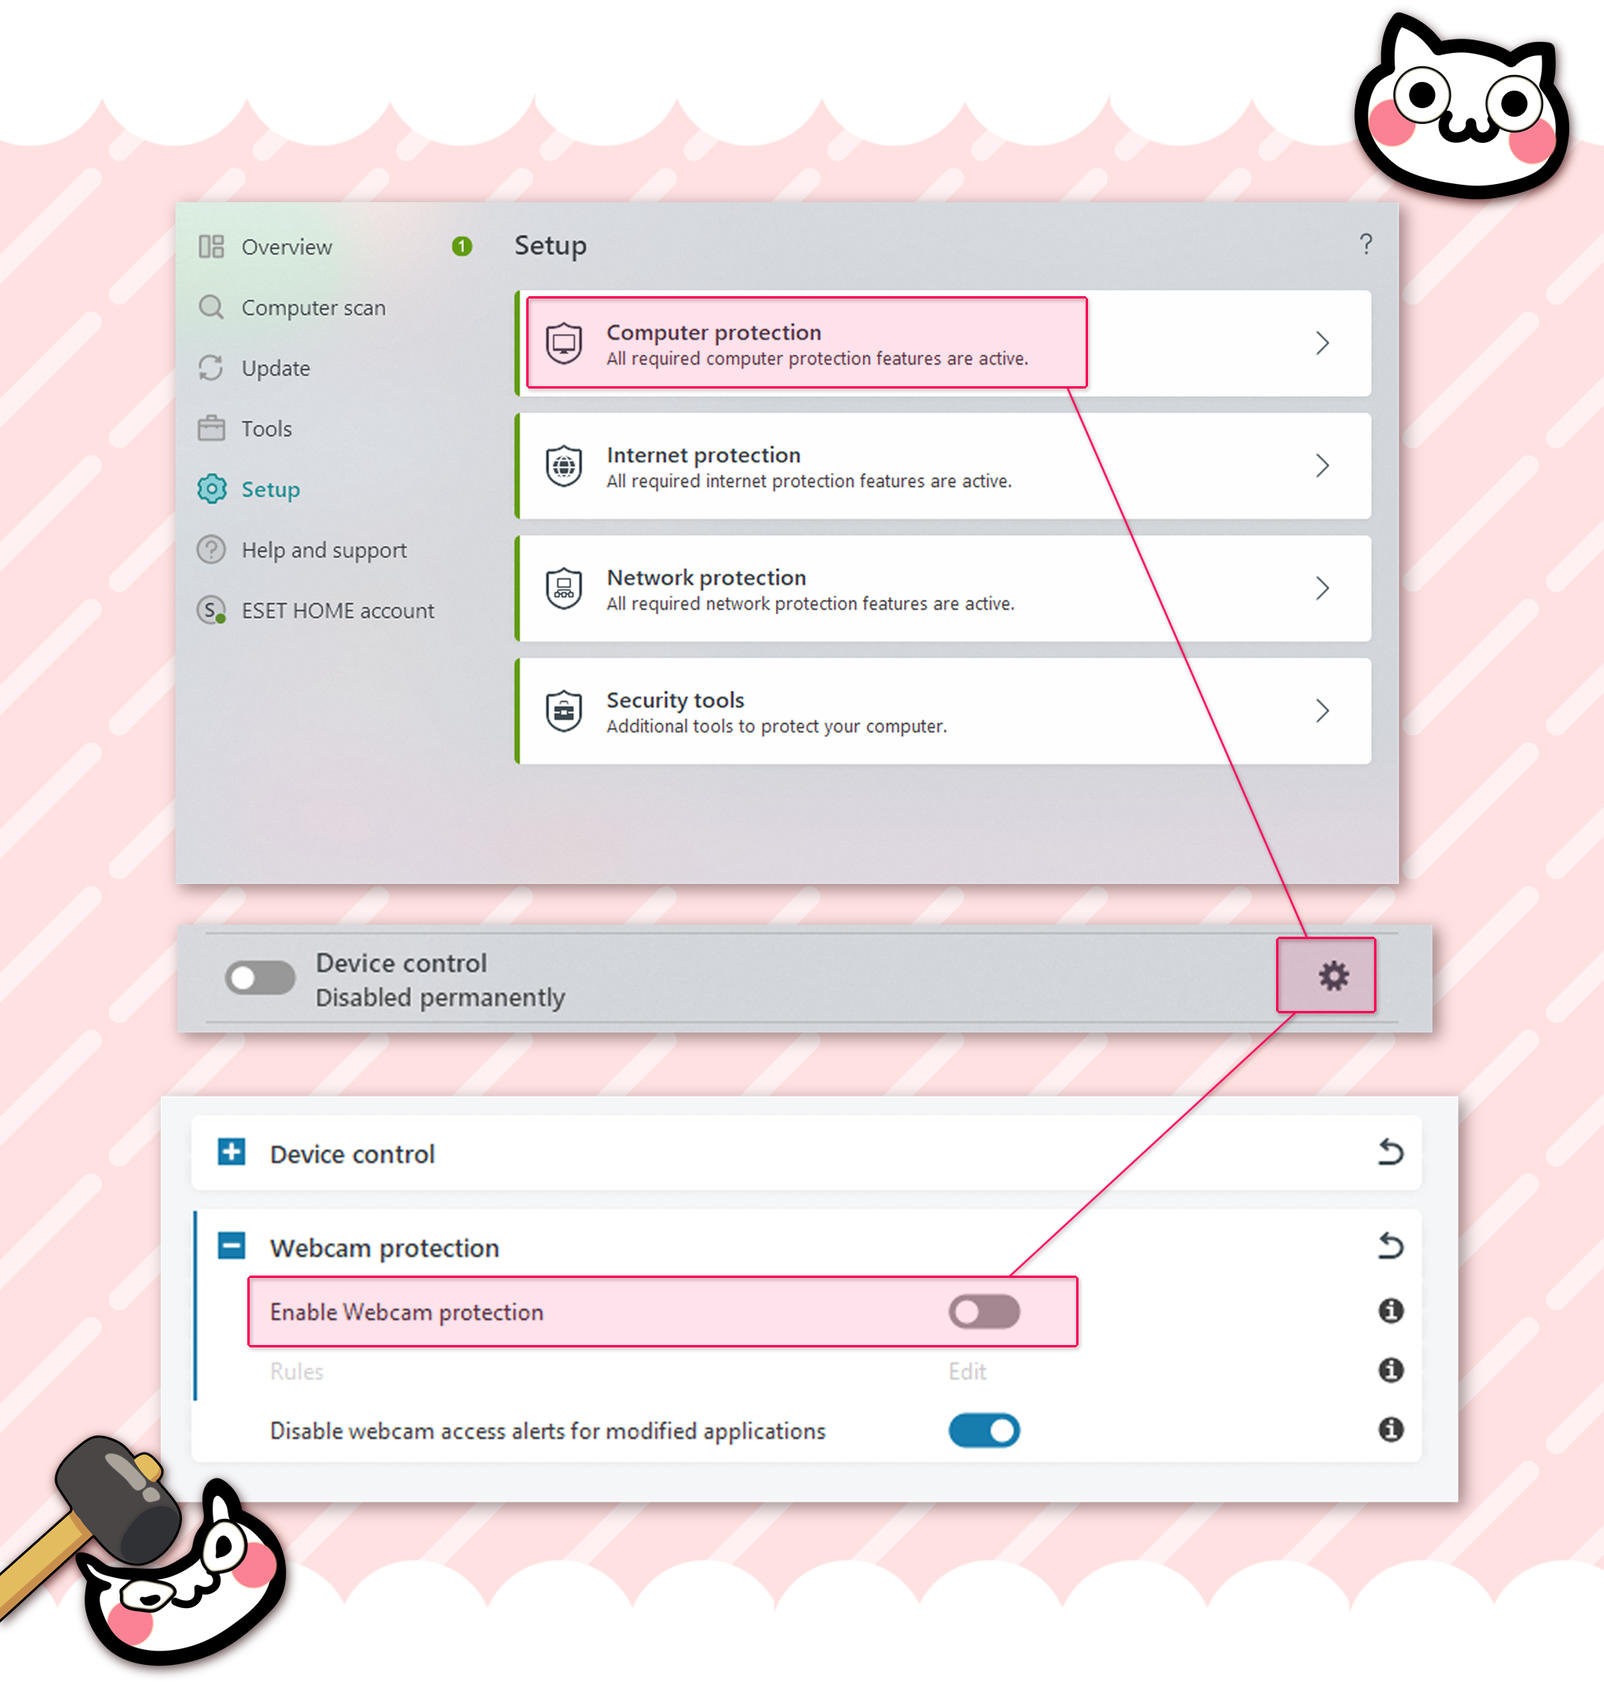 Overview
1
Computer scan
Update
Tools
Setup
Help and support
S
ESET HOME account
Setup
?
Computer protection
All required computer protection features are active.
Internet protection
All required internet protection features are active.
Network protection
All required network protection features are active.
Security tools
Additional tools to protect your computer.
Device control
Disabled permanently
Device control
Webcam protection
Enable Webcam protection
Rules Edit
Disable webcam access alerts for modified applications